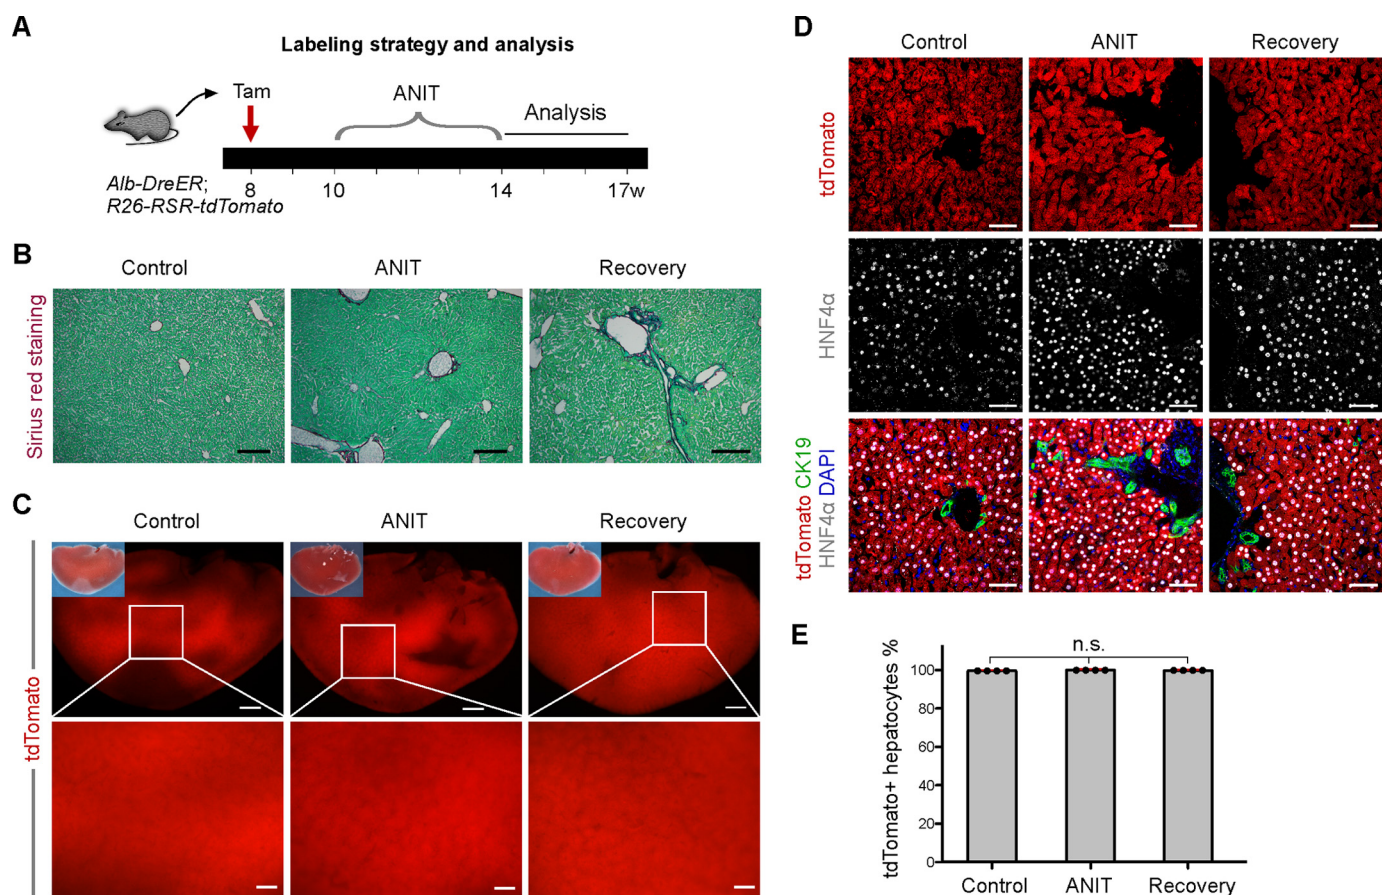 A
Labeling strategy and analysis
Tam
ANIT
Analysis
Alb-DreER;
R26-RSR-tdTomato
8
10
14
17w
B
Control
ANIT
Recovery
Sirius red staining
C
Control
ANIT
Recovery
tdTomato
D
Control
ANIT
Recovery
tdTomato
HNF4α
tdTomato CK19
HNF4α DAPI
E
n.s.
tdTomato+ hepatocytes %
100
80
60
40
20
0
Control
ANIT
Recovery